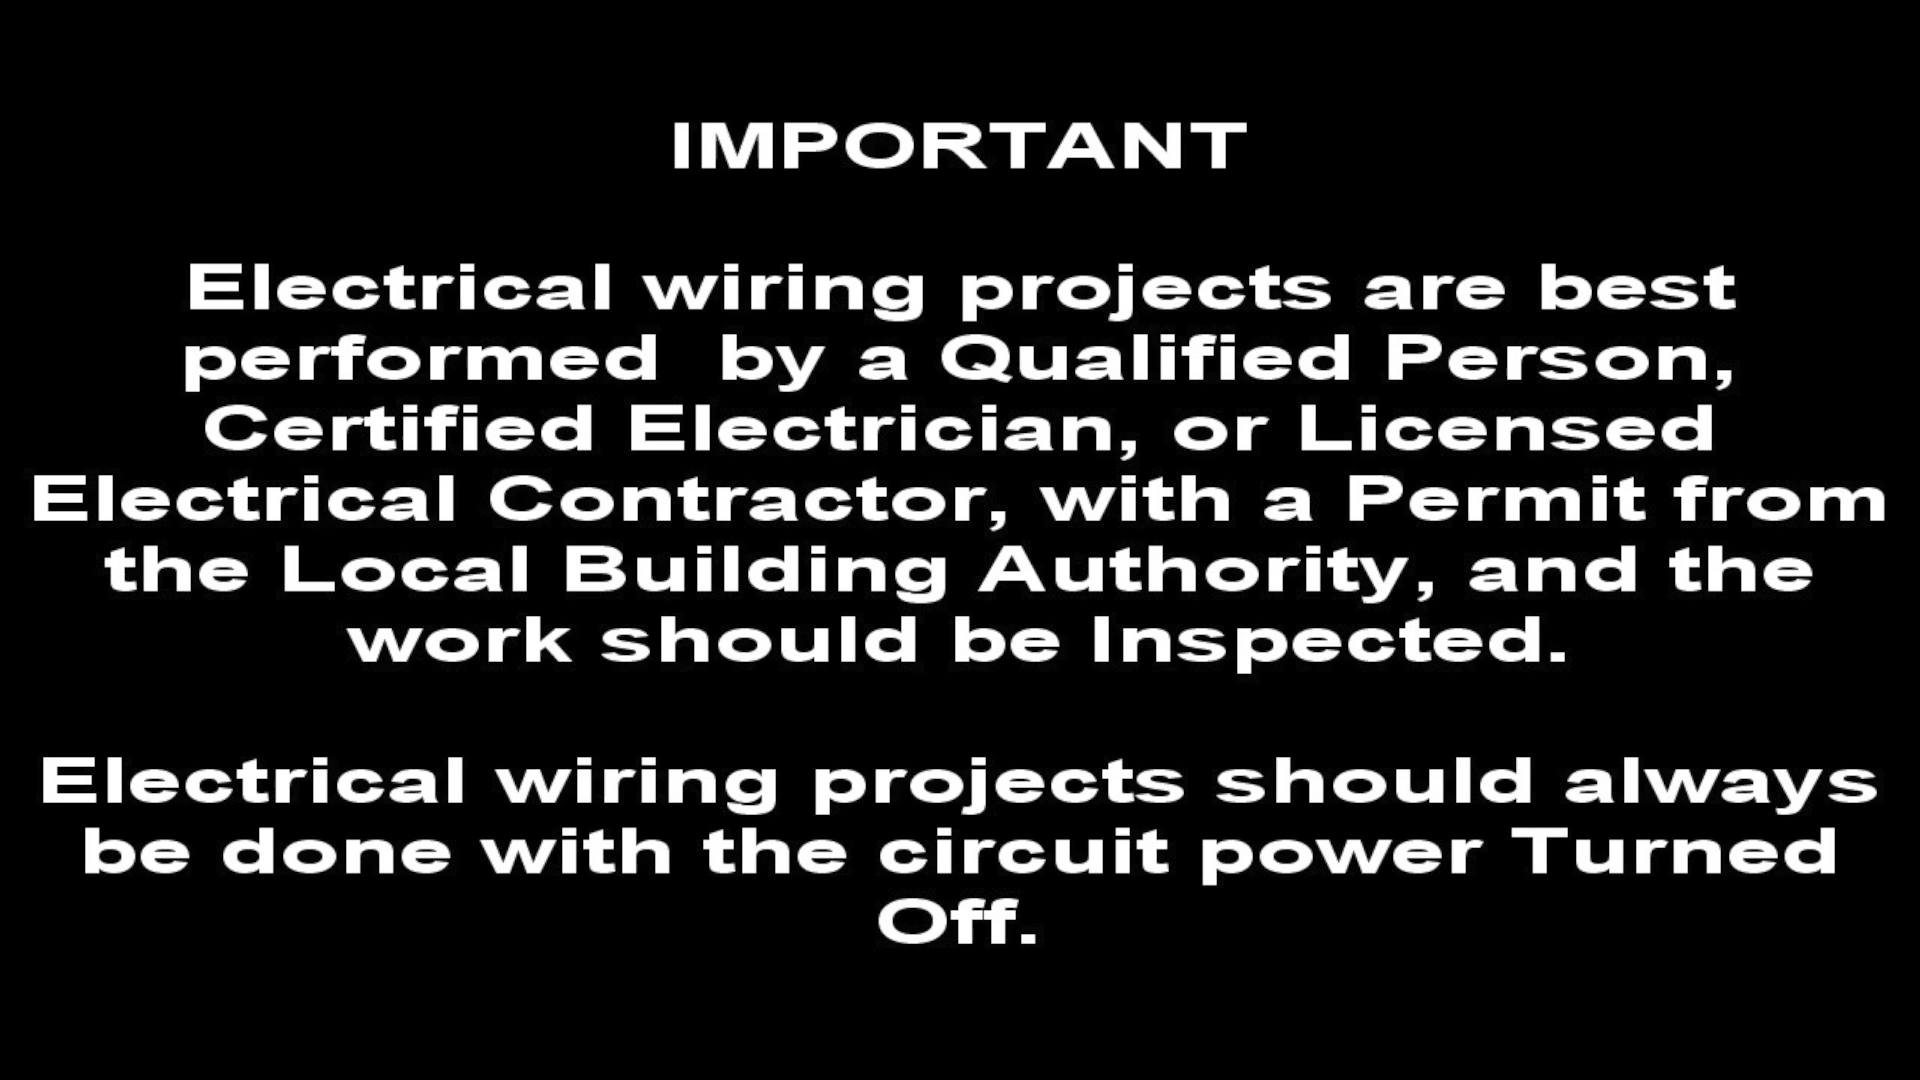 IMPORTANT
Electrical wiring projects are best
performed  by a Qualified Person,
Certified Electrician, or Licensed
Electrical Contractor, with a Permit from
the Local Building Authority, and the
work should be Inspected.
Electrical wiring projects should always
be done with the circuit power Turned
Off.